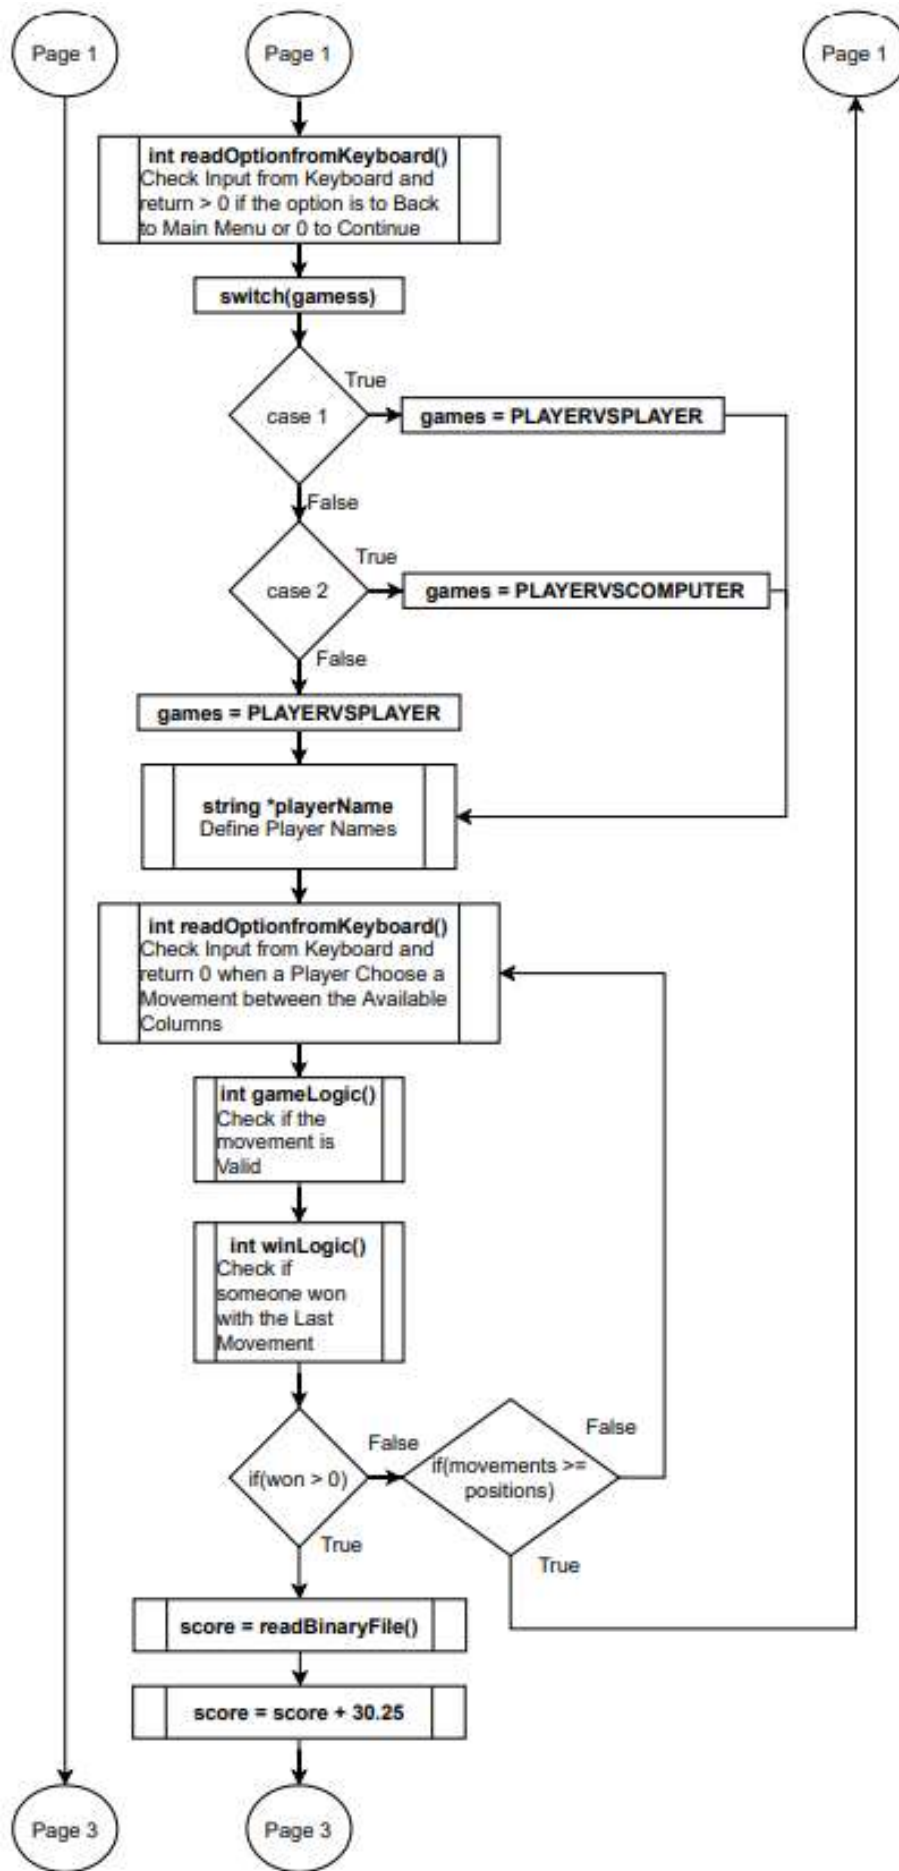 Page 1
Page 1
Page 1
int readOptionfromKeyboard()
Check Input from Keyboard and
return > 0 if the option is to Back
to Main Menu or 0 to Continue
switch(gamess)
case 1
True
games = PLAYERVSPLAYER
False
case 2
True
games = PLAYERVSCOMPUTER
False
games = PLAYERVSPLAYER
string *playerName
Define Player Names
int readOptionfromKeyboard()
Check Input from Keyboard and
return 0 when a Player Choose a
Movement between the Available
Columns
int gameLogic()
Check if the
movement is
Valid
int winLogic()
Check if
someone won
with the Last
Movement
if(won > 0)
False
if(movements >=
positions)
False
True
True
score = readBinaryFile()
score = score + 30.25
Page 3
Page 3